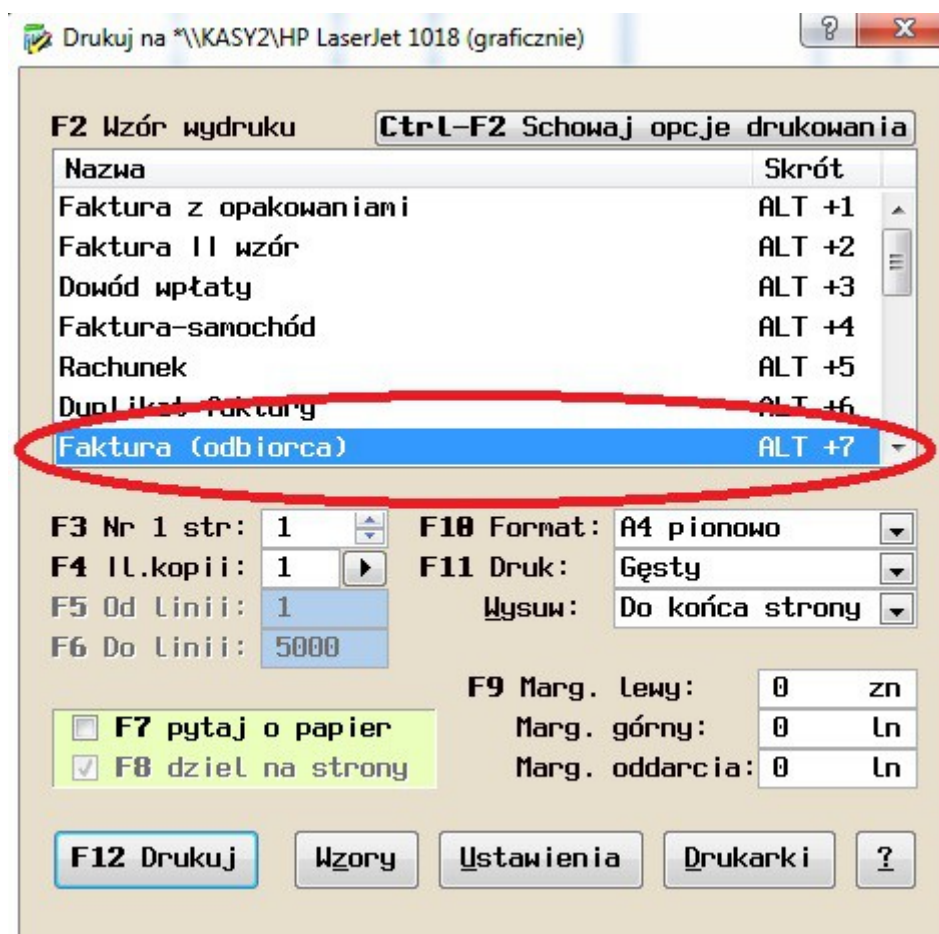 Drukuj na *\\KASY2\HP LaserJet 1018 (graficznie)
F2 Wzór wydruku Ctrl-F2 Schowaj opcje drukowania
Nazwa Skrót
Faktura z opakowaniami ALT +1
Faktura II wzór ALT +2
Dowód wpłaty ALT +3
Faktura-samochód ALT +4
Rachunek ALT +5
Duplikat faktury ALT +6
Faktura (odbiorca) ALT +7
F3 Nr 1 str: 1 F10 Format: A4 pionowo
F4 Il.kopii: 1 F11 Druk: Gęsty
F5 Od linii: 1 Wysuw: Do końca strony
F6 Do linii: 5000
F9 Marg. lewy: 0 zn
F7 pytaj o papier Marg. górny: 0 ln
F8 dziel na strony Marg. oddarcia: 0 ln
F12 Drukuj Wzory Ustawienia Drukarki ?